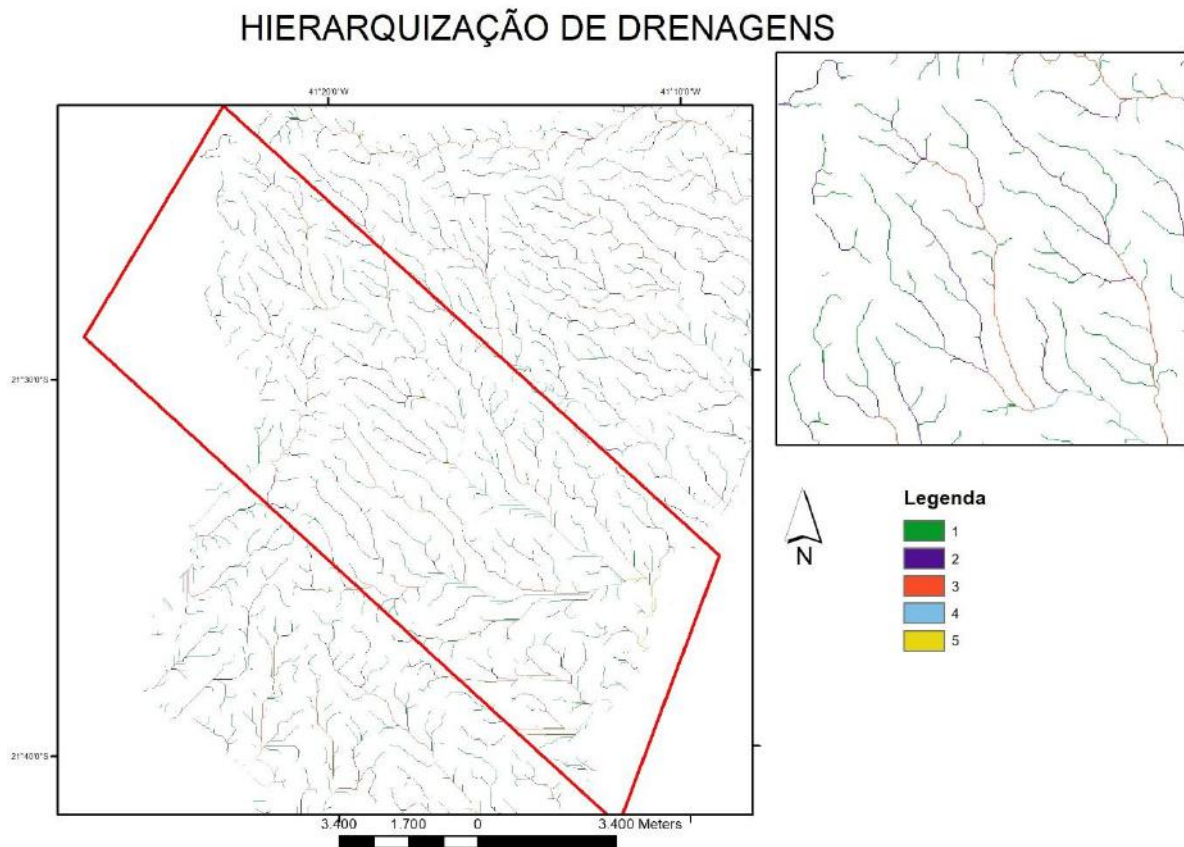 HIERARQUIZAÇÃO DE DRENAGENS
41°20'0"W
41°10'0"W
21°30'0"S
21°40'0"S
3.400 1.700 0 3.400 Meters
N
Legenda
1
2
3
4
5